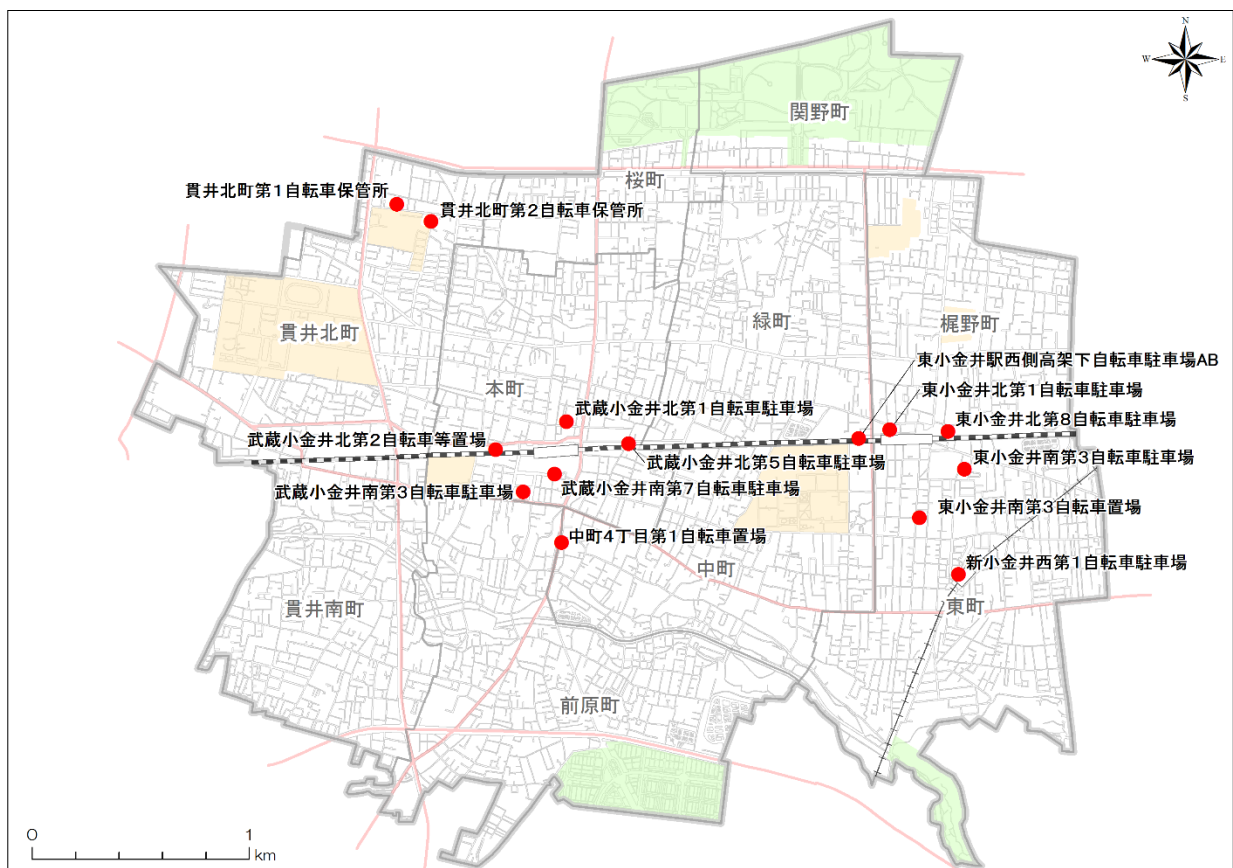 N
W
E
S
関野町
桜町
貫井北町第1自転車保管所
貫井北町第2自転車保管所
貫井北町
緑町
梶野町
東小金井駅西側高架下自転車駐車場AB
本町
東小金井北第1自転車駐車場
武蔵小金井北第1自転車駐車場
東小金井北第8自転車駐車場
武蔵小金井北第2自転車等置場
武蔵小金井北第5自転車駐車場
東小金井南第3自転車駐車場
武蔵小金井南第3自転車駐車場
武蔵小金井南第7自転車駐車場
東小金井南第3自転車置場
中町4丁目第1自転車置場
中町
新小金井西第1自転車駐車場
貫井南町
東町
前原町
0
1
km